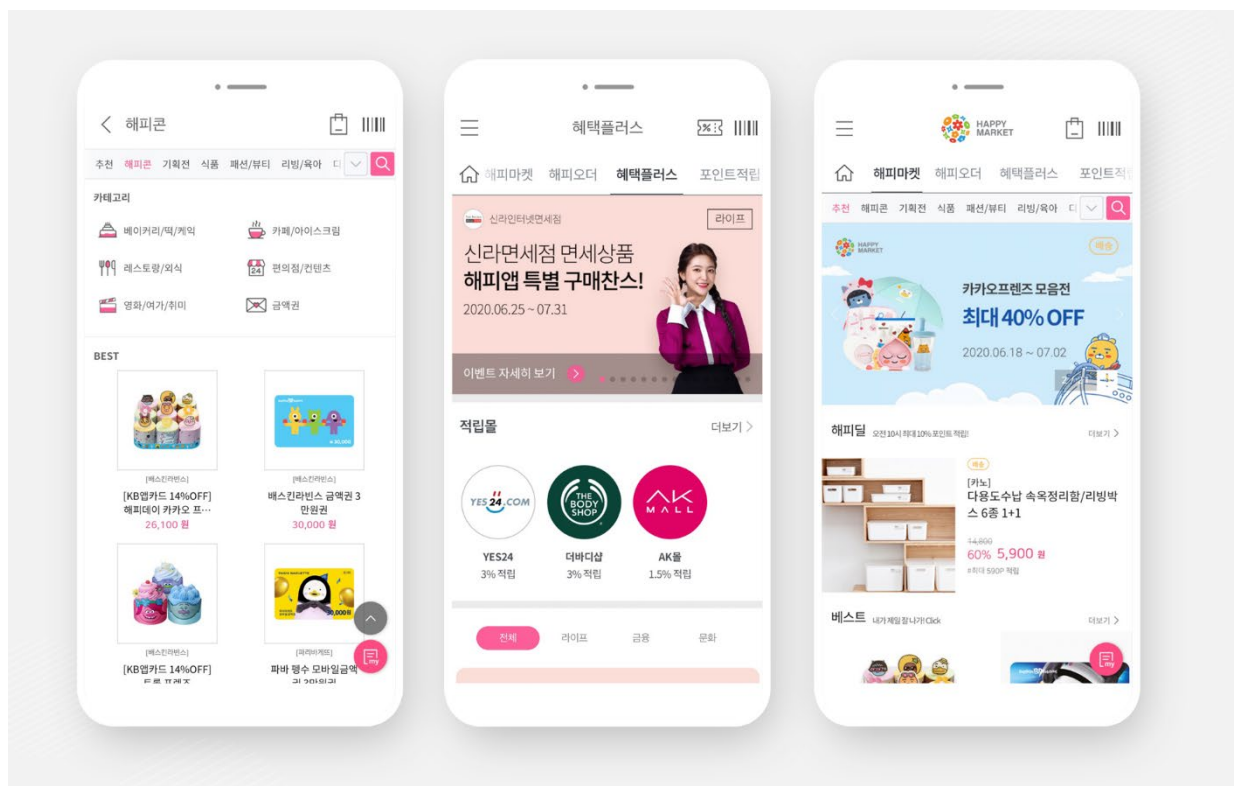 해피콘
추천 해피콘 기획전 식품 패션/뷰티 리빙/육아
카테고리
베이커리/떡/케익 카페/아이스크림
레스토랑/외식 24 편의점/컨텐츠
영화/여가/취미 금액권
BEST
[배스킨라빈스] [배스킨라빈스]
[KB앱카드 14%OFF] 배스킨라빈스 금액권 3
해피데이 카카오 프… 만원권
26,100 원 30,000 원
[배스킨라빈스] [파리바게뜨]
[KB앱카드 14%OFF] 파바 펭수 모바일금액
my
혜택플러스
해피마켓 해피오더 혜택플러스 포인트적립
신라인터넷면세점 라이프
신라면세점 면세상품
해피앱 특별 구매찬스!
2020.06.25 ~ 07.31
이벤트 자세히 보기
적립몰 더보기
YES24.COM THE BODY SHOP AK MALL
YES24 더바디샵 AK몰
3% 적립 3% 적립 1.5% 적립
전체 라이프 금융 문화
HAPPY
MARKET
해피마켓 해피오더 혜택플러스 포인트적
추천 해피콘 기획전 식품 패션/뷰티 리빙/육아
HAPPY
MARKET
배송
카카오프렌즈 모음전
최대 40% OFF
2020.06.18 ~ 07.02
해피딜 오전 10시 최대 10% 포인트 적립! 더보기
배송
[카노]
다용도수납 속옷정리함/리빙박
스 6종 1+1
14,800
60% 5,900 원
#최대 590P 적립
베스트 내가 제일 잘 나가! Click 더보기
my